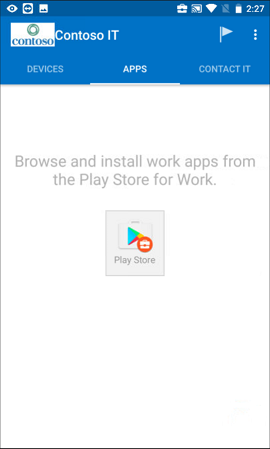 2:27
contoso
Contoso IT
DEVICES APPS CONTACT IT
Browse and install work apps from
the Play Store for Work.
Play Store